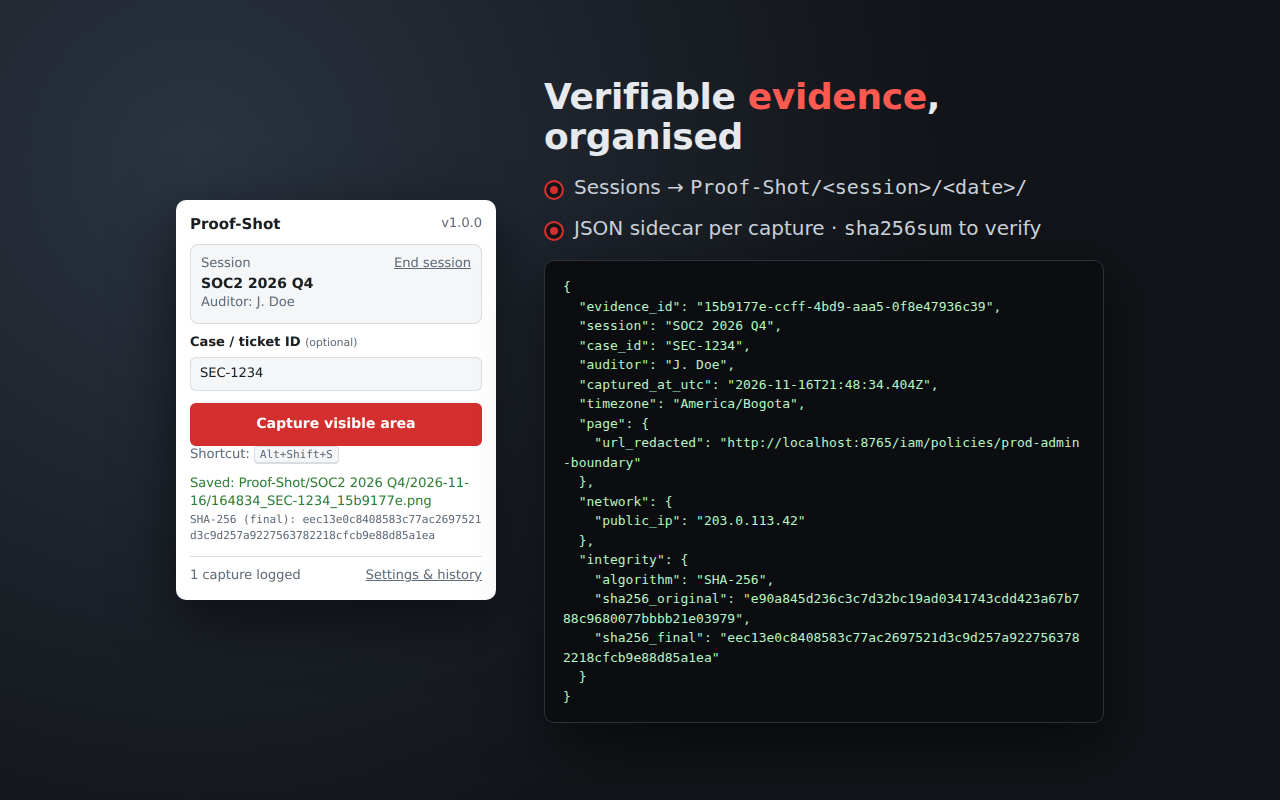 Verifiable evidence,
organised
Sessions → Proof-Shot/<session>/<date>/
JSON sidecar per capture · sha256sum to verify
Proof-Shot
v1.0.0
Session
End session
SOC2 2026 Q4
Auditor: J. Doe
Case / ticket ID (optional)
SEC-1234
Capture visible area
Shortcut: Alt+Shift+S
Saved: Proof-Shot/SOC2 2026 Q4/2026-11-
16/164834_SEC-1234_15b9177e.png
SHA-256 (final): eec13e0c8408583c77ac2697521
d3c9d257a9227563782218cfcb9e88d85a1ea
1 capture logged
Settings & history
{
  "evidence_id": "15b9177e-ccff-4bd9-aaa5-0f8e47936c39",
  "session": "SOC2 2026 Q4",
  "case_id": "SEC-1234",
  "auditor": "J. Doe",
  "captured_at_utc": "2026-11-16T21:48:34.404Z",
  "timezone": "America/Bogota",
  "page": {
    "url_redacted": "http://localhost:8765/iam/policies/prod-admin
-boundary"
  },
  "network": {
    "public_ip": "203.0.113.42"
  },
  "integrity": {
    "algorithm": "SHA-256",
    "sha256_original": "e90a845d236c3c7d32bc19ad0341743cdd423a67b7
88c9680077bbbb21e03979",
    "sha256_final": "eec13e0c8408583c77ac2697521d3c9d257a922756378
2218cfcb9e88d85a1ea"
  }
}